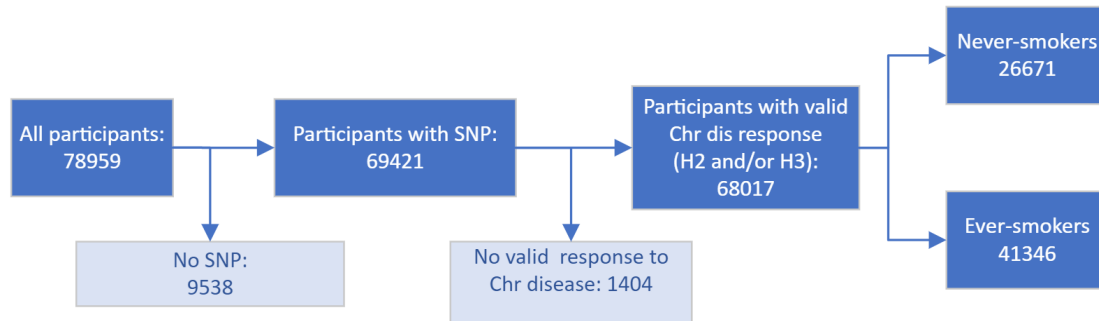 All participants:
78959
Participants with SNP:
69421
Participants with valid
Chr dis response
(H2 and/or H3):
68017
Never-smokers
26671
Ever-smokers
41346
No SNP:
9538
No valid  response to
Chr disease: 1404